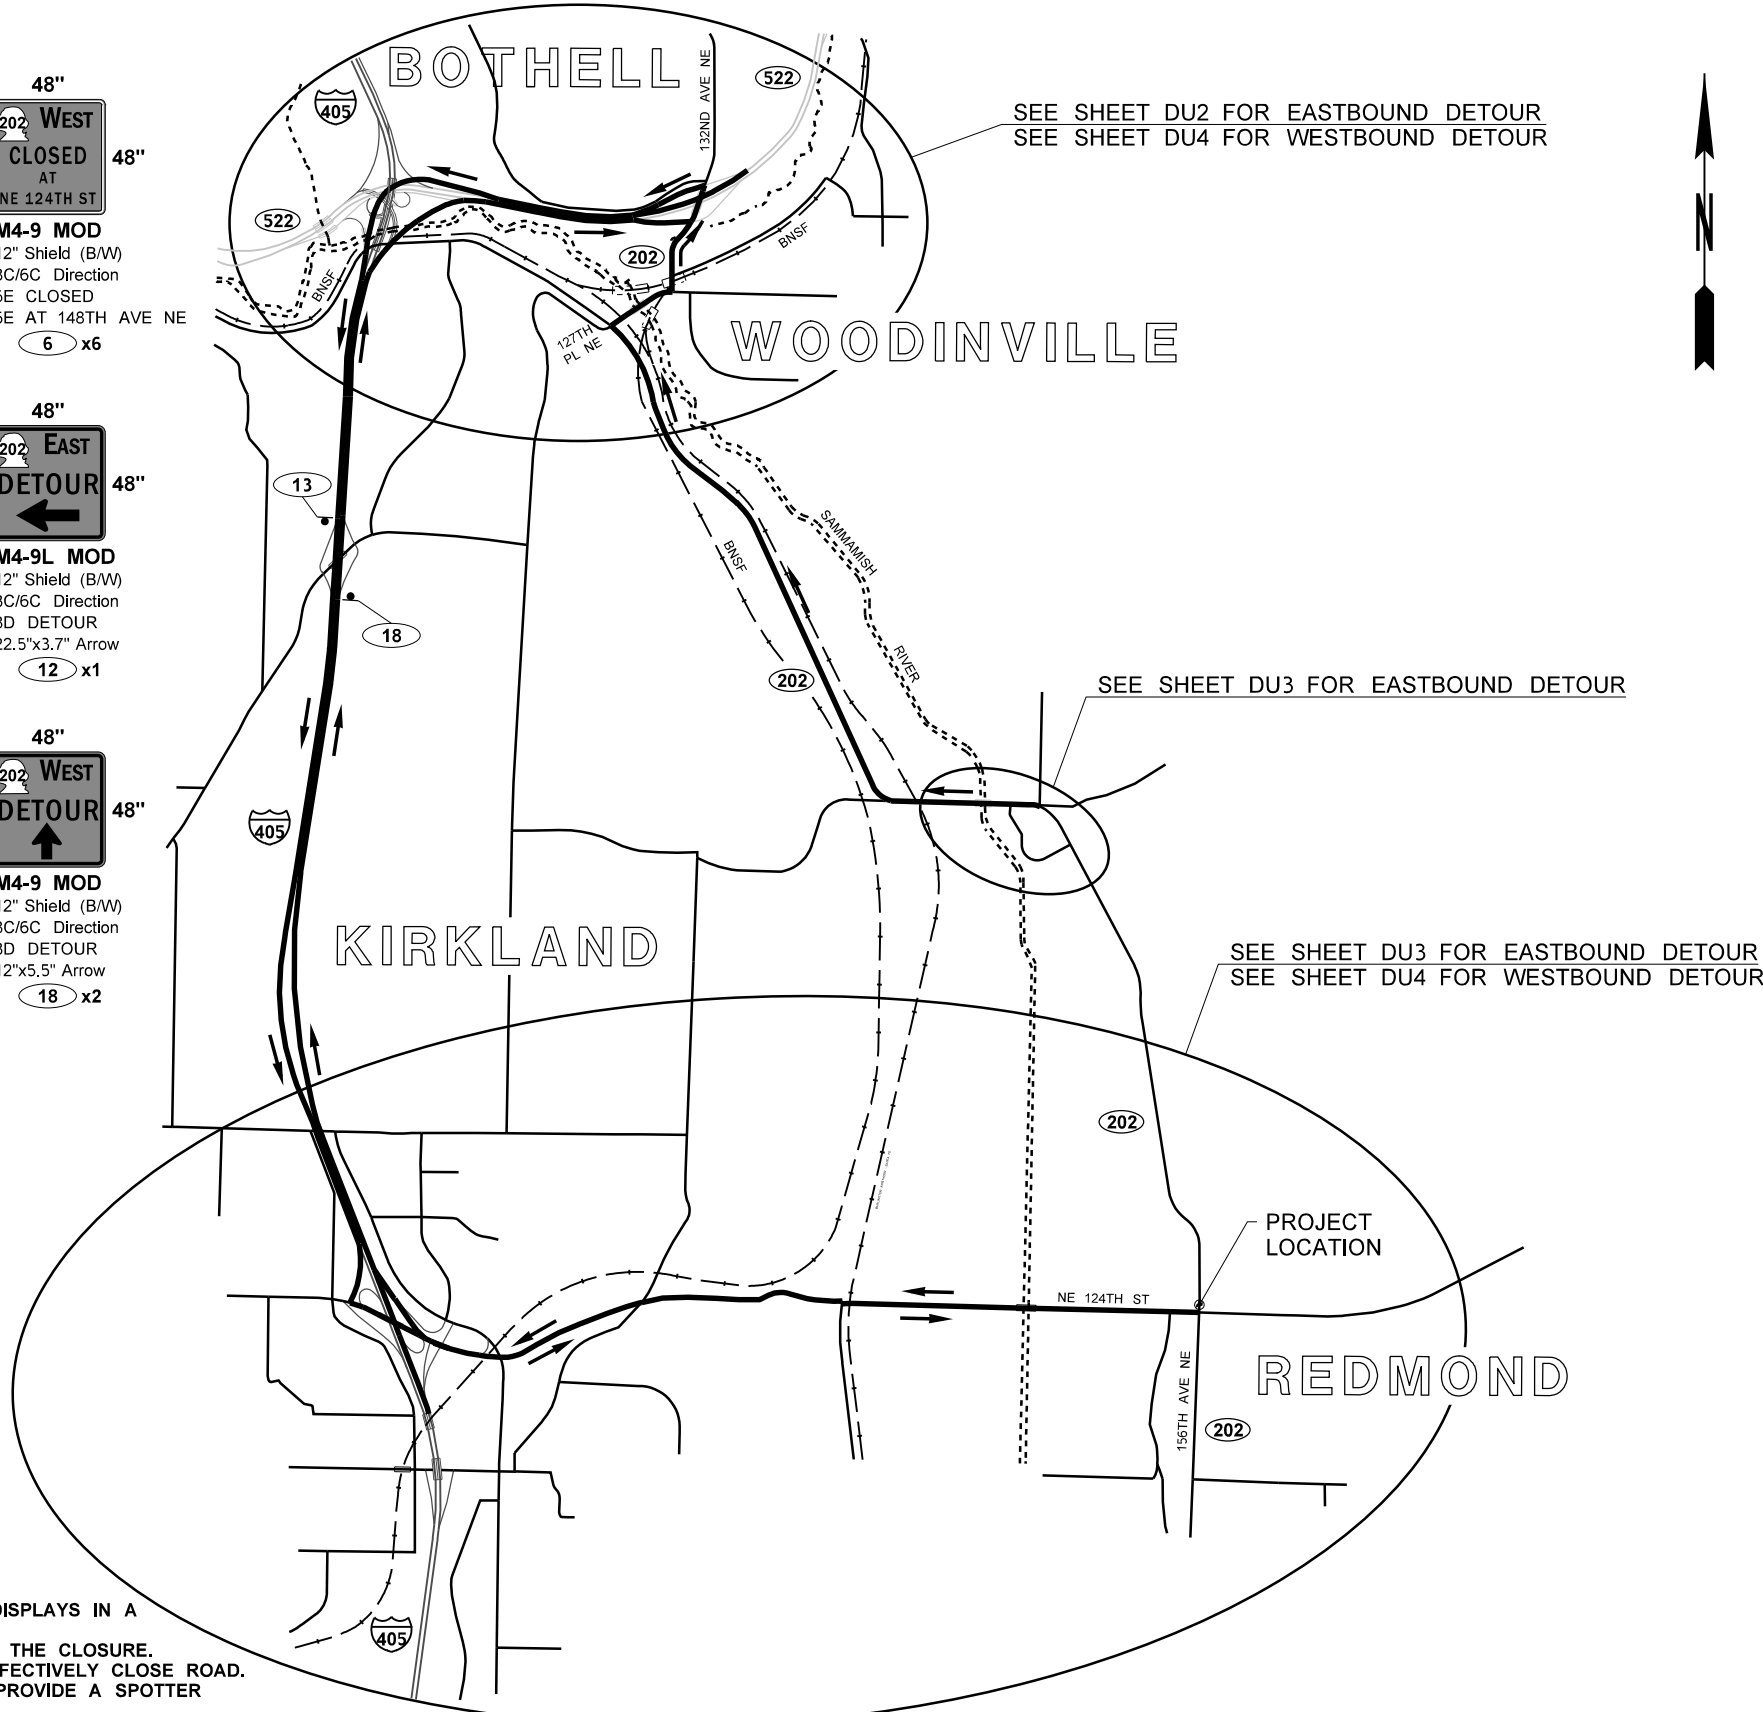 48"
202 WEST
CLOSED
AT
NE 124TH ST
48"
M4-9 MOD
12" Shield (B/W)
8C/6C Direction
6E CLOSED
6E AT 148TH AVE NE
6 x6
48"
202 EAST
DETOUR
48"
M4-9L MOD
12" Shield (B/W)
8C/6C Direction
8D DETOUR
22.5"x3.7" Arrow
12 x1
48"
202 WEST
DETOUR
48"
M4-9 MOD
12" Shield (B/W)
8C/6C Direction
8D DETOUR
12"x5.5" Arrow
18 x2
DISPLAYS IN A
THE CLOSURE.
FECTIVELY CLOSE ROAD.
PROVIDE A SPOTTER
BOTHELL
405
132ND AVE NE
522
522
202
BNSF
BNSF
127TH
PL NE
WOODINVILLE
SEE SHEET DU2 FOR EASTBOUND DETOUR
SEE SHEET DU4 FOR WESTBOUND DETOUR
N
13
18
BNSF
SAMMAMISH
RIVER
202
SEE SHEET DU3 FOR EASTBOUND DETOUR
405
KIRKLAND
SEE SHEET DU3 FOR EASTBOUND DETOUR
SEE SHEET DU4 FOR WESTBOUND DETOUR
202
PROJECT
LOCATION
NE 124TH ST
REDMOND
156TH AVE NE
202
405